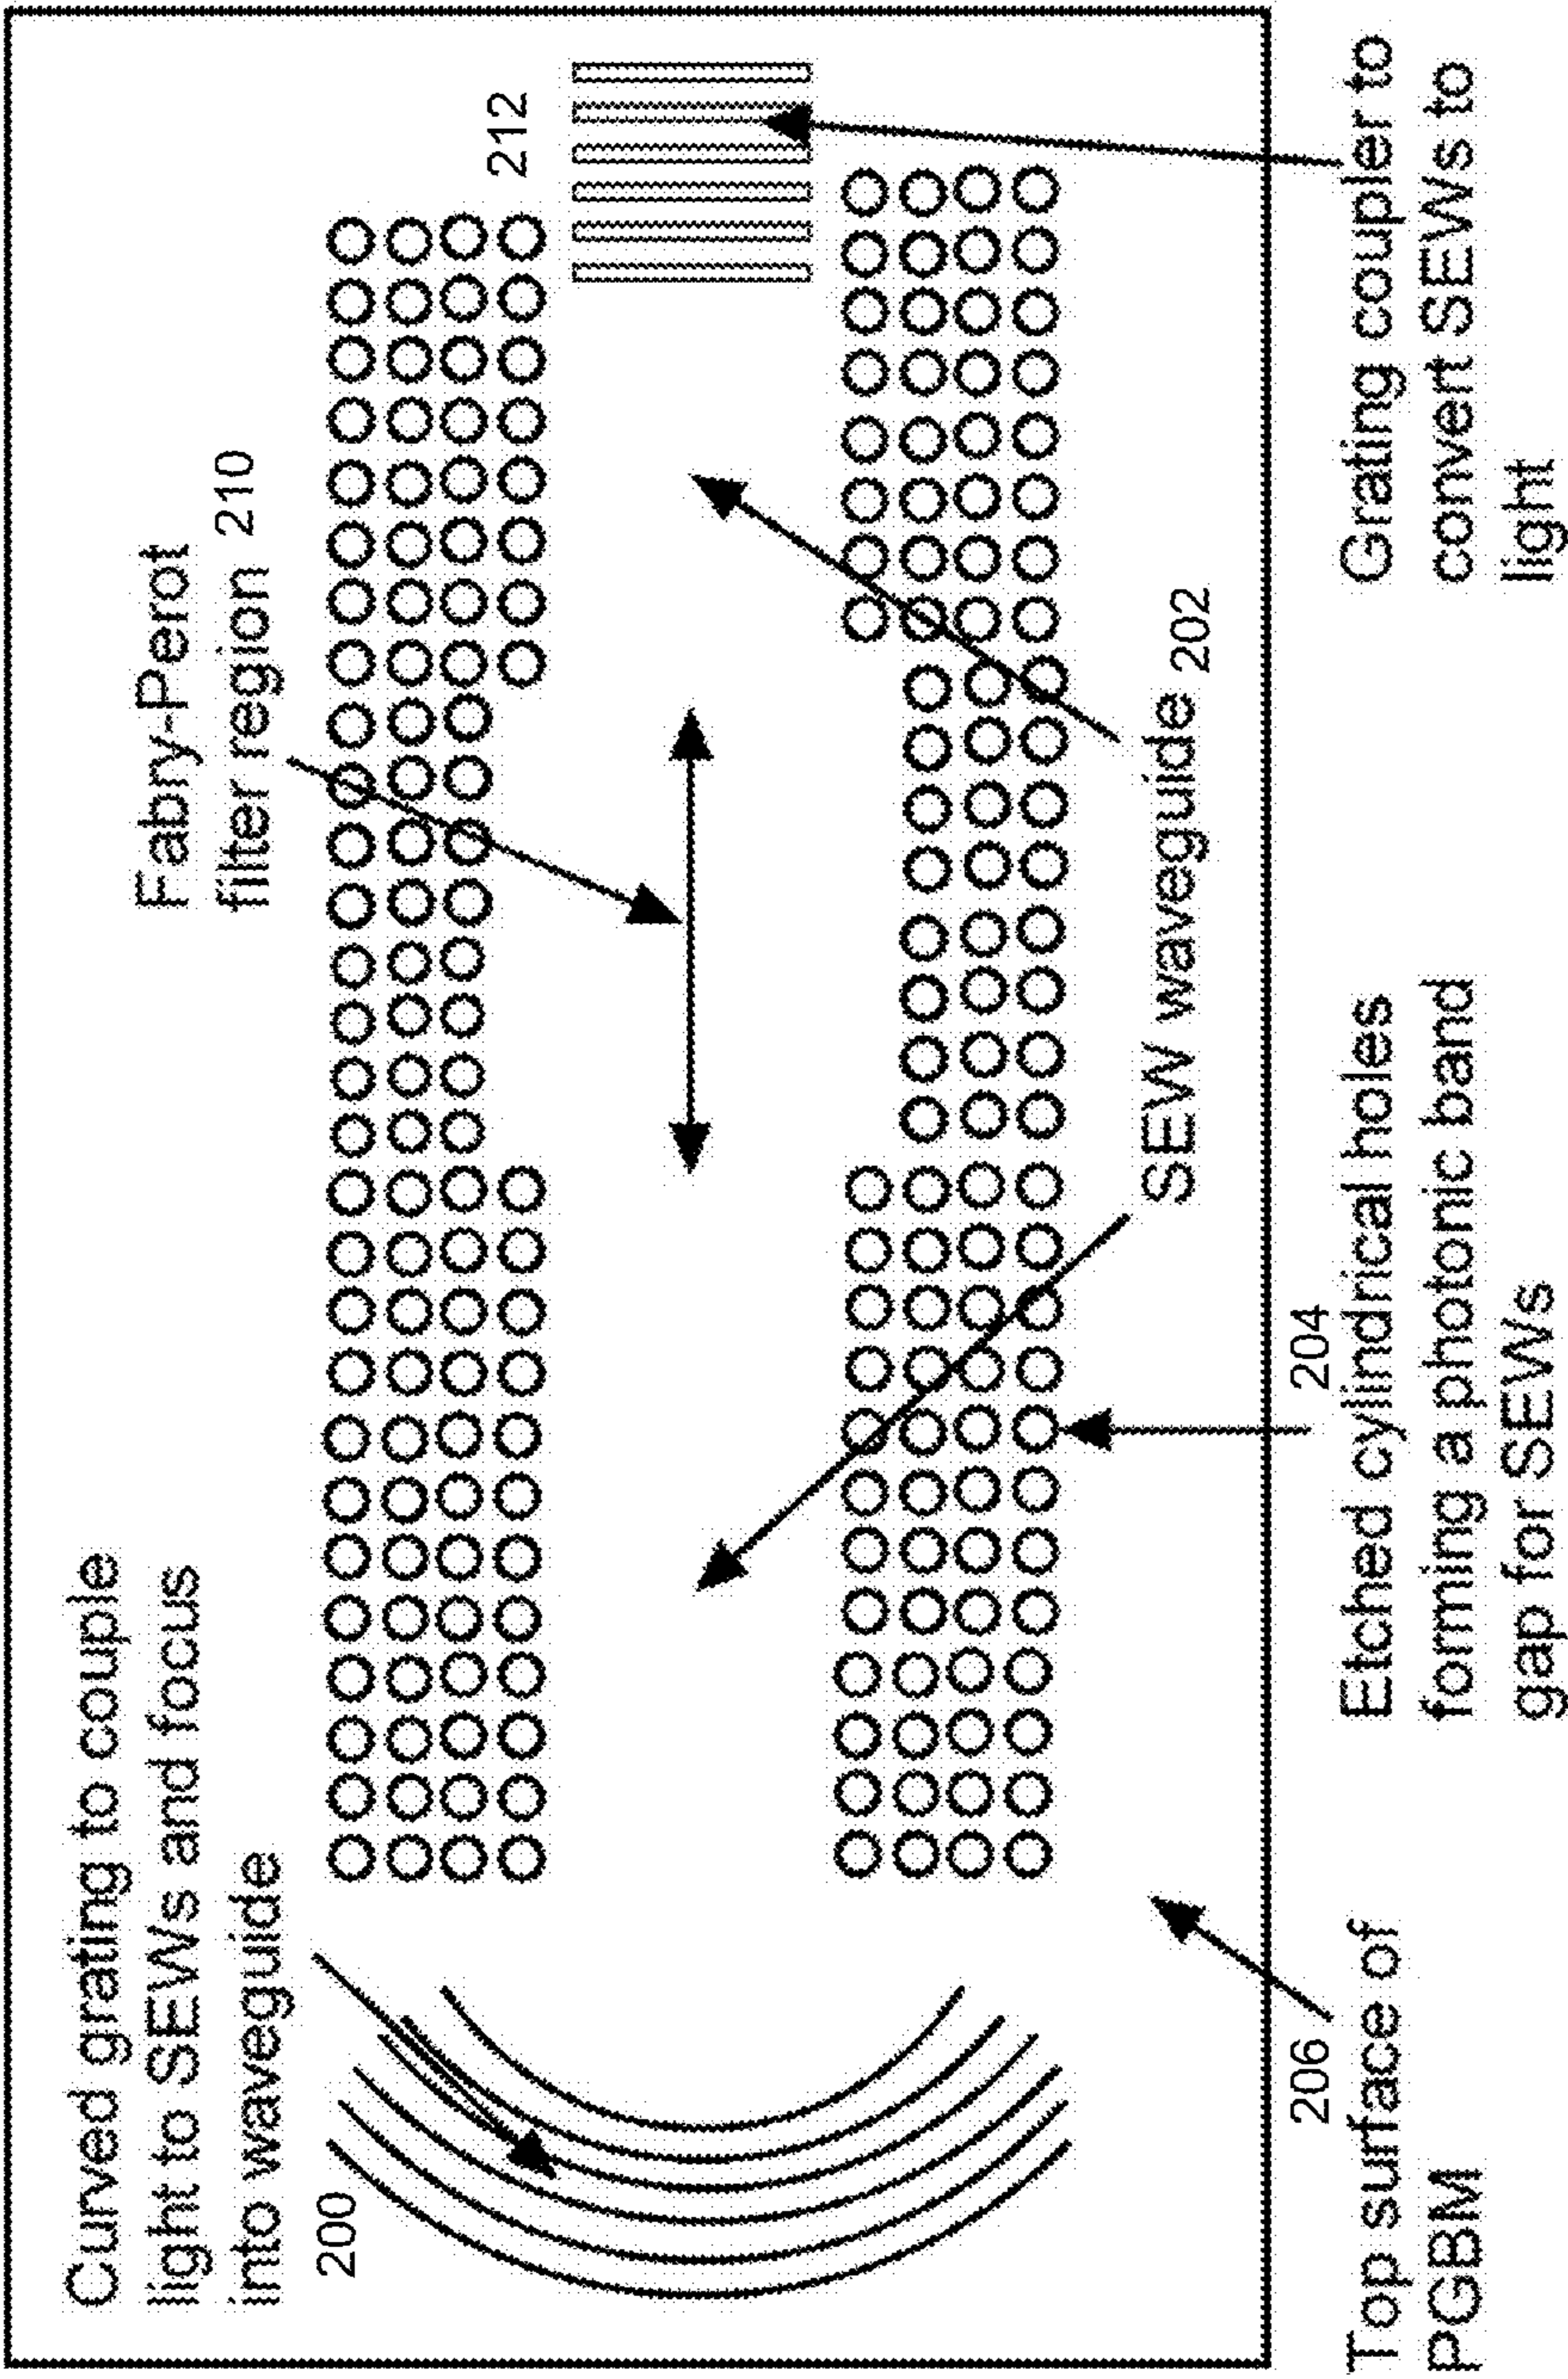 Curved grating to couple
light to SEWs and focus
into waveguide
200
Fabry-Perot
filter region 210
212
SEW waveguide 202
206
Top surface of
PGBM
204
Etched cylindrical holes
forming a photonic band
gap for SEWs
Grating coupler to
convert SEWs to
light